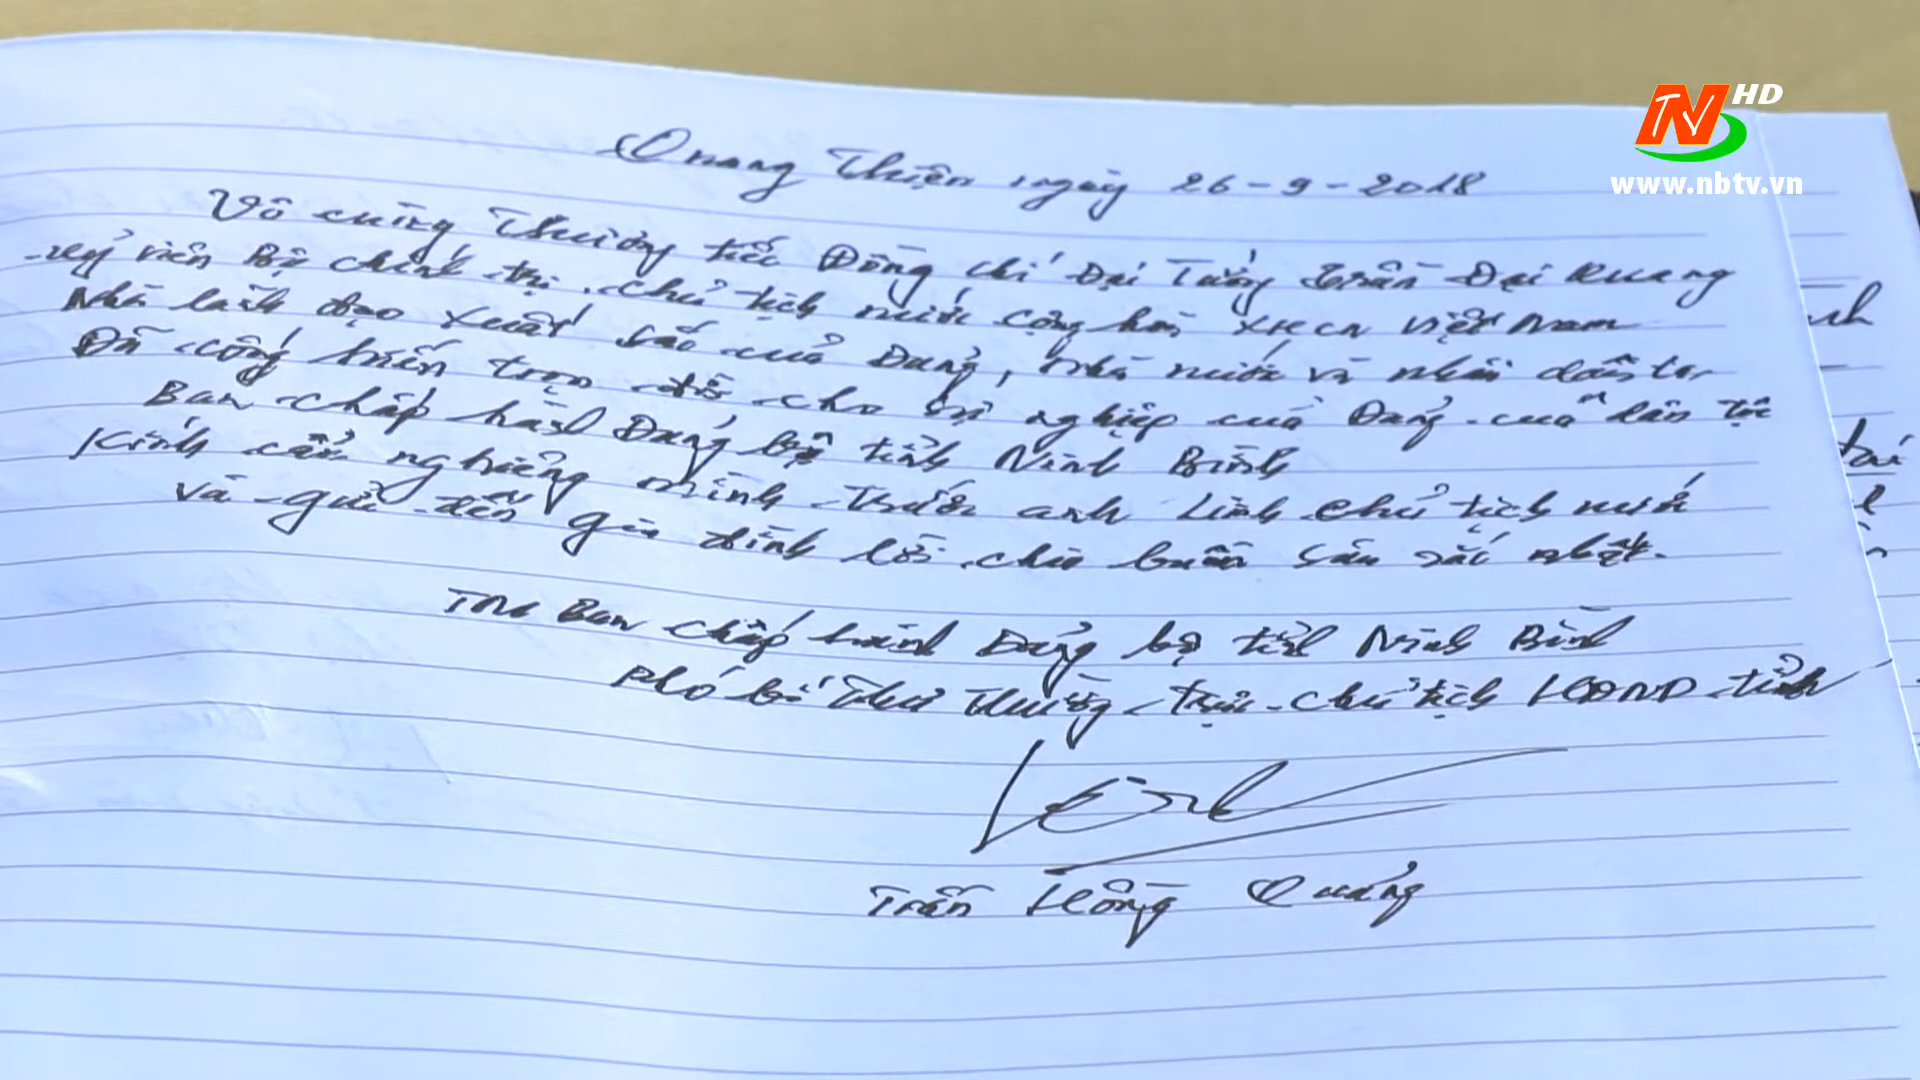 Quang Thiện ngày 26-9-2018
Vô cùng Thương tiếc Đồng chí Đại Tướng Trần Đại Quang
Uỷ viên Bộ chính trị. Chủ tịch nước cộng hòa XHCN Việt Nam
Nhà lãnh đạo xuất sắc của Đảng, Nhà nước và nhân dân ta.
Đã cống hiến trọn đời cho sự nghiệp của Đảng. của dân tộc
Ban chấp hành Đảng bộ tỉnh Ninh Bình
Kính cẩn nghiêng mình trước anh linh Chủ tịch nước
và gửi đến gia đình lời chia buồn sâu sắc nhất.
TM Ban chấp hành Đảng bộ tỉnh Ninh Bình
Phó bí Thư Thường trực - Chủ tịch HĐND tỉnh
Trần Hồng Quảng
NTV HD
www.nbtv.vn